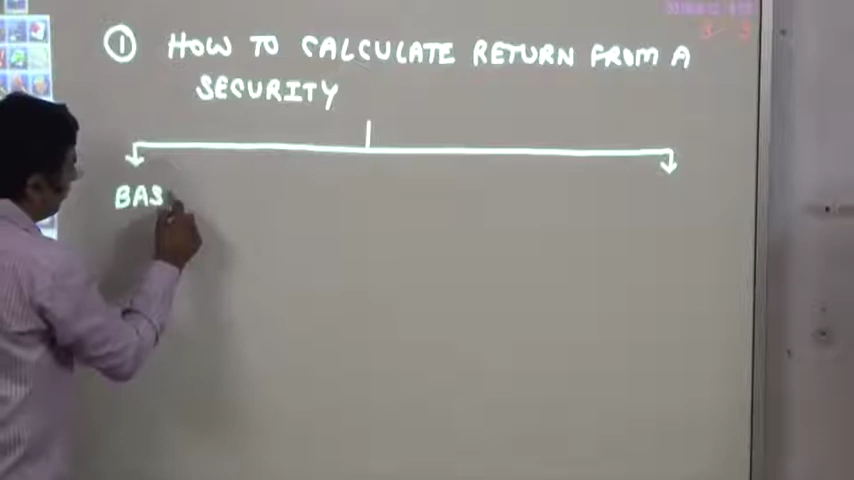 ① HOW TO CALCULATE RETURN FROM A
SECURITY
BAS